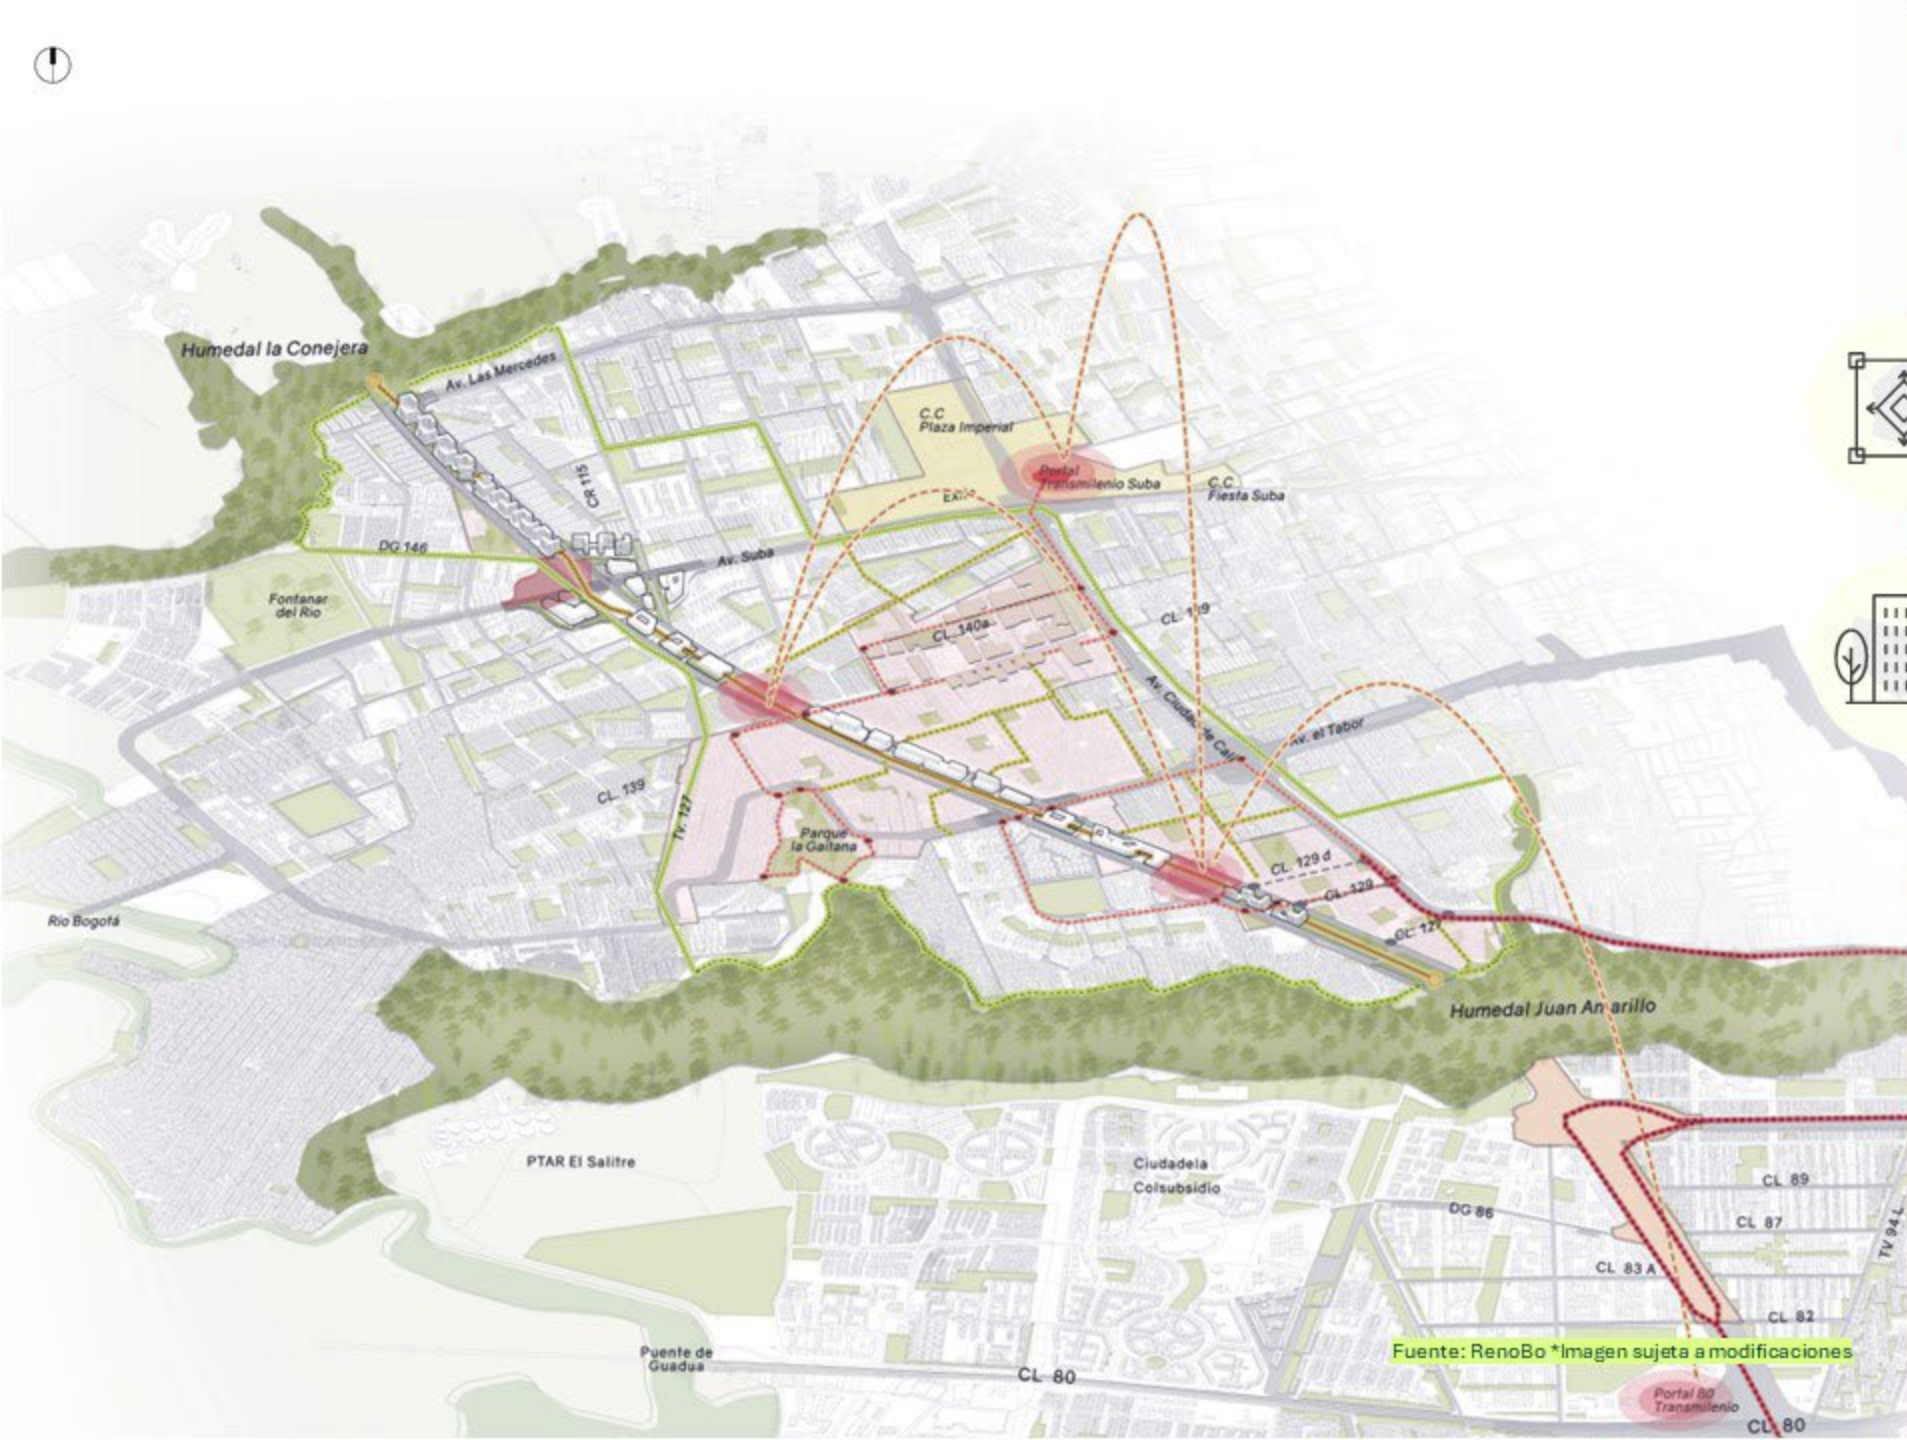 Humedal la Conejera
Av. Las Mercedes
C.C
Plaza Imperial
Portal
Transmilenio Suba
C.C
Fiesta Suba
CR 115
DG 146
Av. Suba
Fontanar
del Rio
CL. 140a
Av. Ciudad de Cali
Av. el Tabor
CL. 139
Tv. 127
Parque
la Gaitana
CL. 129 d
CL. 129
CL. 127
Rio Bogotá
Humedal Juan Amarillo
PTAR El Salitre
Ciudadela
Colsubsidio
CL 89
DG 86
CL 87
TV 94 L
CL 83 A
CL 82
Fuente: RenoBo *Imagen sujeta a modificaciones
Puente de
Guadua
CL 80
Portal 80
Transmilenio
CL 80